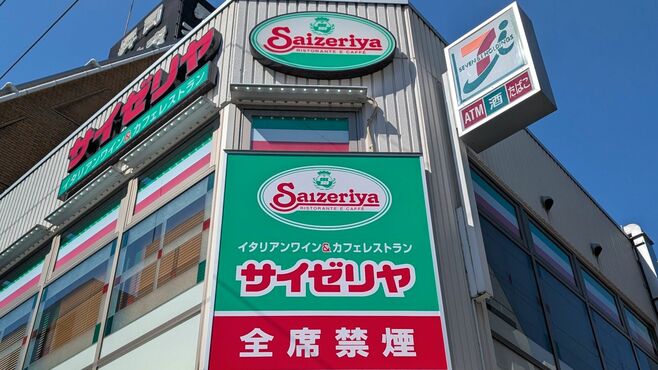 サイゼリヤ
イタリアンワイン&カフェレストラン
Saizeriya
RISTORANTE E CAFFÈ
Saizeriya
RISTORANTE E CAFFÈ
イタリアンワイン&カフェレストラン
サイゼリヤ
全席禁煙
7
SEVEN & i HOLDINGS
ATM
酒
たばこ